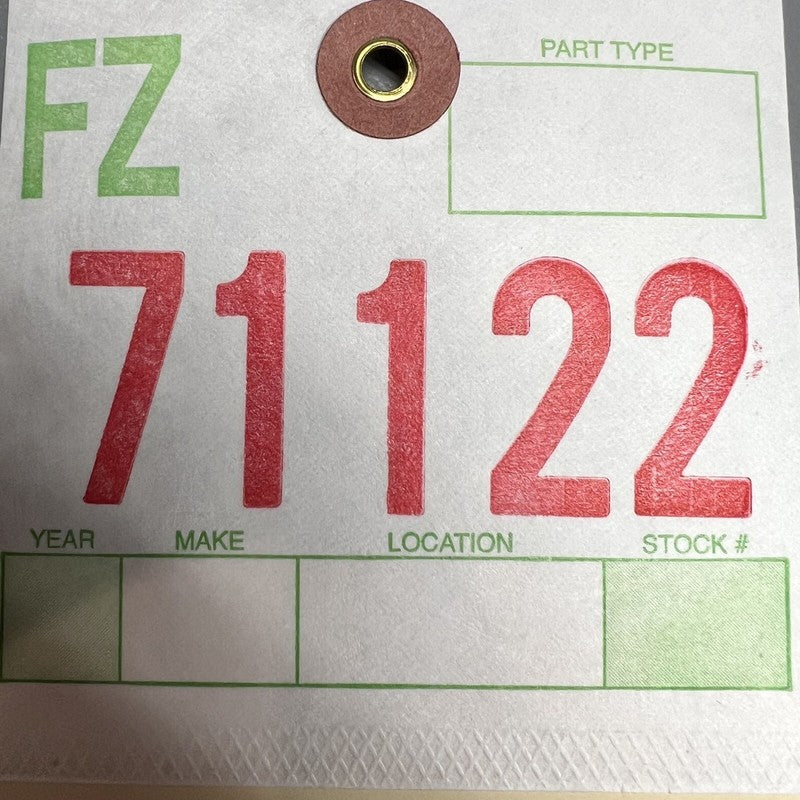 FZ
PART TYPE
71122
YEAR MAKE LOCATION STOCK #